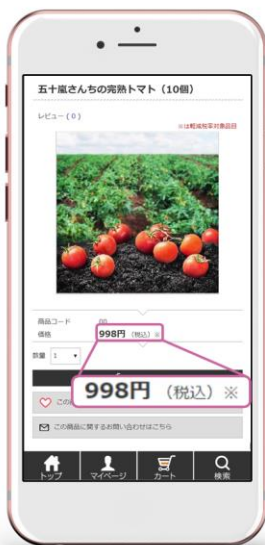 五十嵐さんちの完熟トマト（10個）
レビュー ( 0 )
※は軽減税率対象品目
商品コード
価格 998円 (税込) ※
数量 1
998円 (税込) ※
この
この商品に関するお問い合わせはこちら
トップ マイページ カート 検索